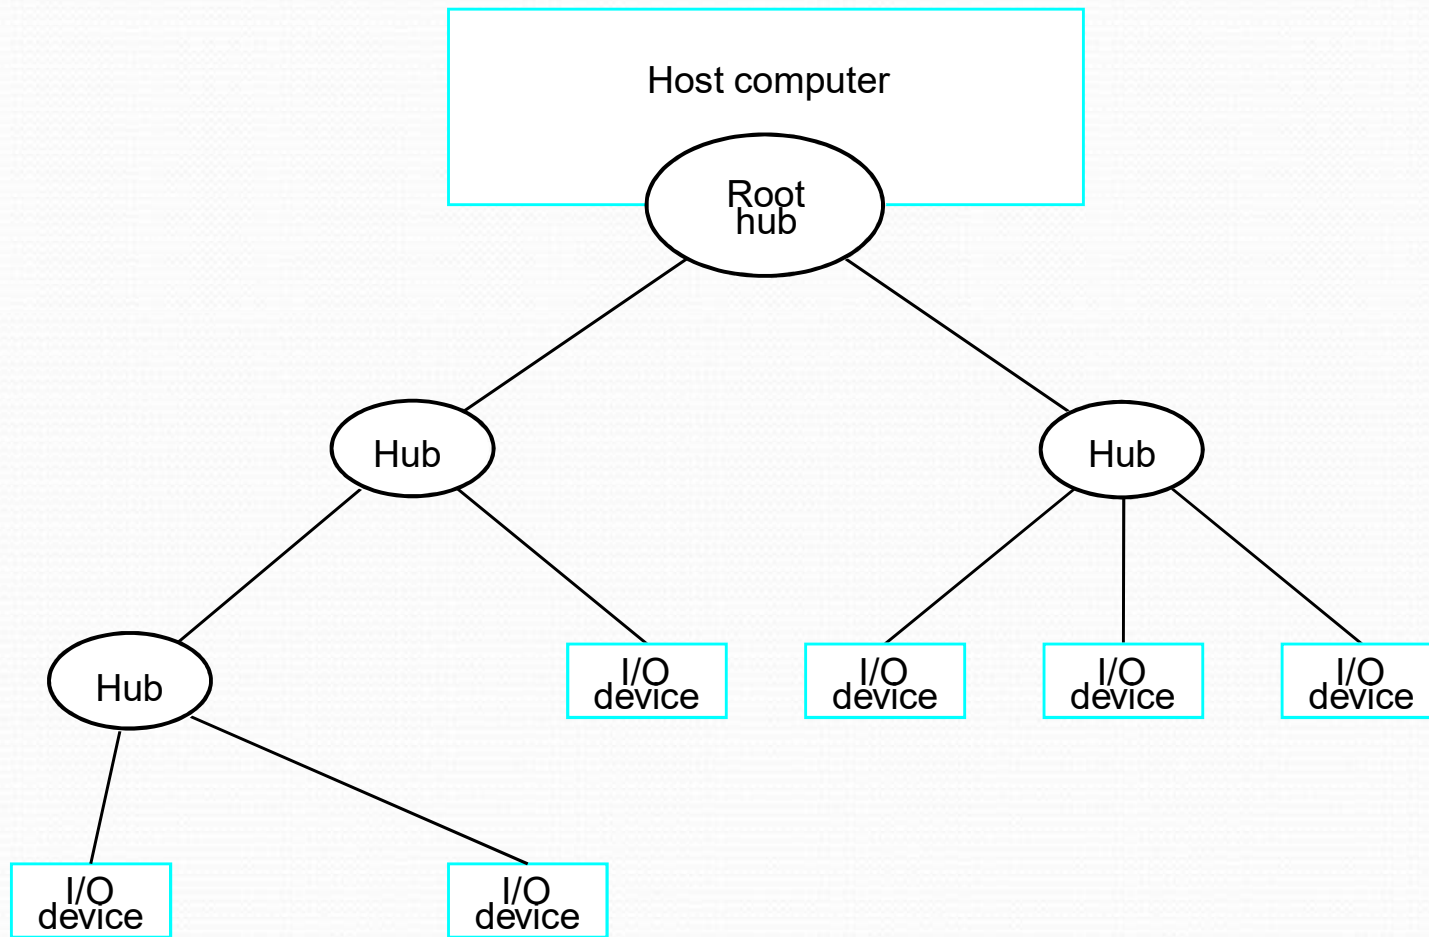 Host computer
Root
hub
Hub
Hub
Hub
I/O
device
I/O
device
I/O
device
I/O
device
I/O
device
I/O
device